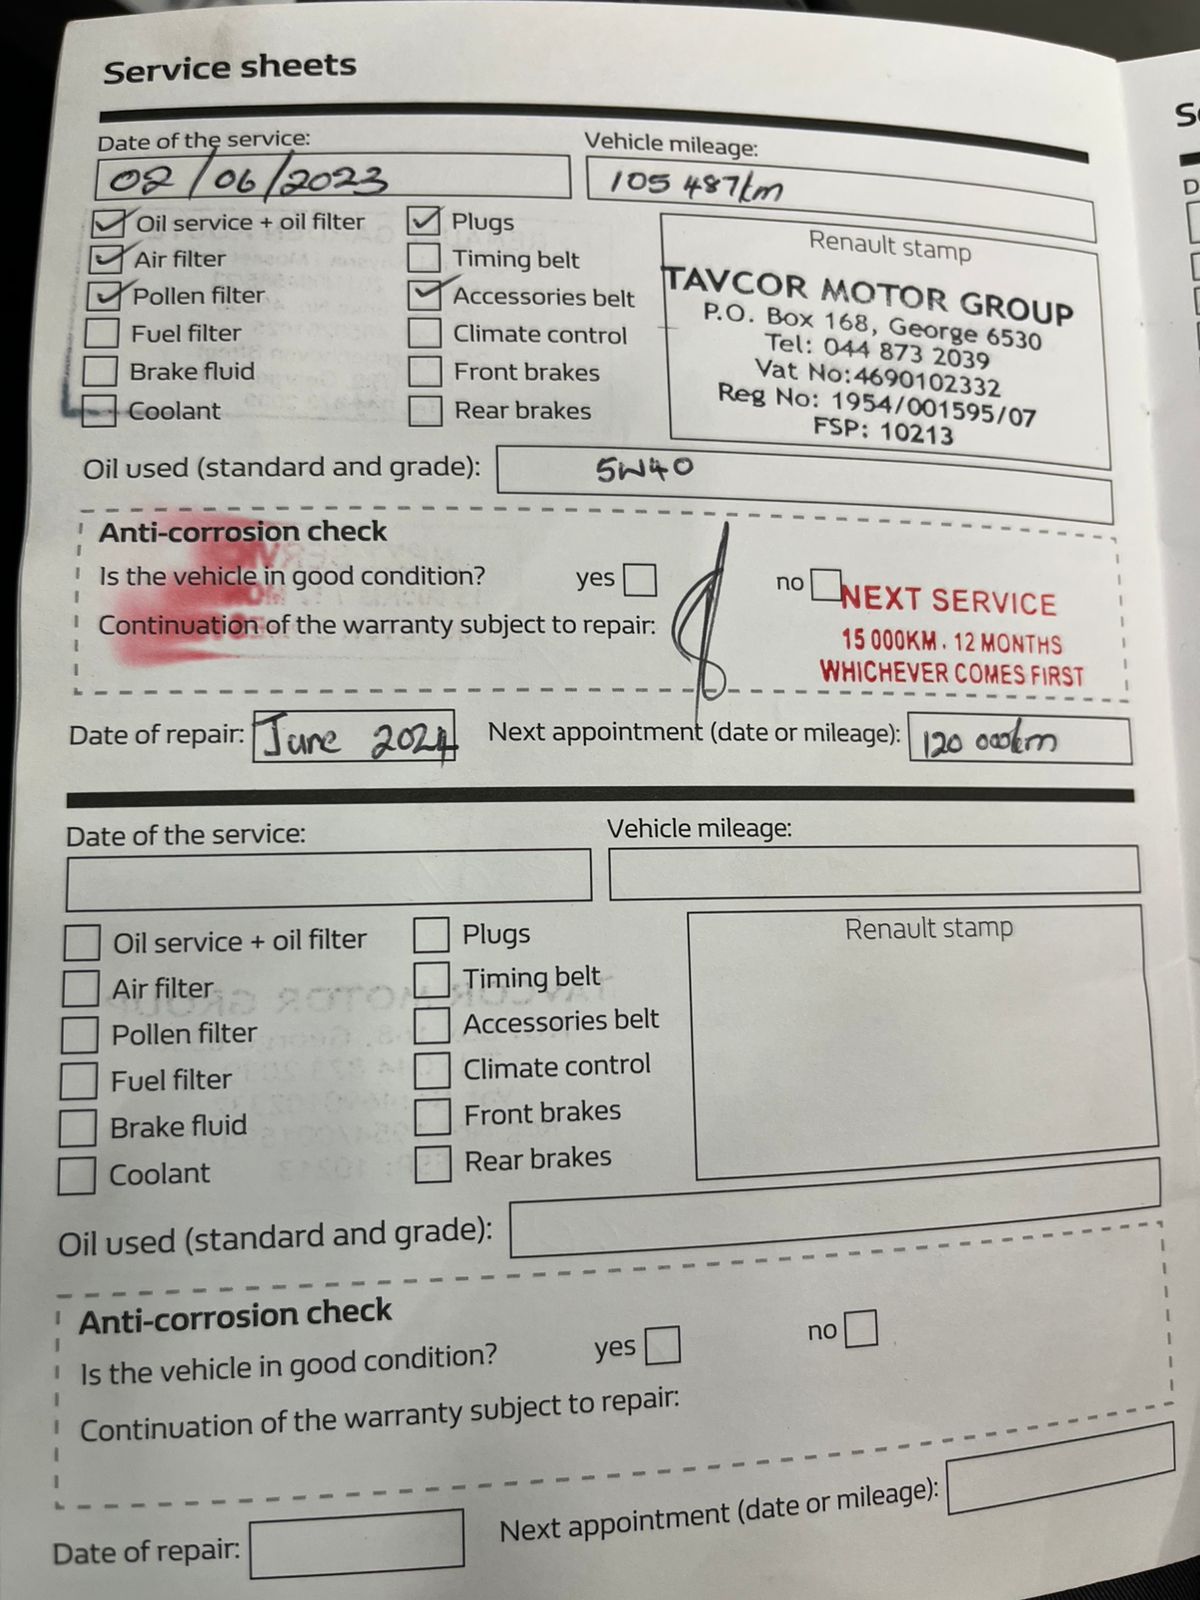 Service sheets
Date of the service:
Vehicle mileage:
02/06/2023
105 487km
Oil service + oil filter
Plugs
Air filter
Timing belt
Pollen filter
Accessories belt
Fuel filter
Climate control
Brake fluid
Front brakes
Coolant
Rear brakes
Renault stamp
TAVCOR MOTOR GROUP
P.O. Box 168, George 6530
Tel: 044 873 2039
Vat No:4690102332
Reg No: 1954/001595/07
FSP: 10213
Oil used (standard and grade):
5W40
Anti-corrosion check
Is the vehicle in good condition?
yes
no
Continuation of the warranty subject to repair:
NEXT SERVICE
15 000KM. 12 MONTHS
WHICHEVER COMES FIRST
Date of repair:
June 2024
Next appointment (date or mileage):
120 000km
Date of the service:
Vehicle mileage:
Oil service + oil filter
Plugs
Air filter
Timing belt
Pollen filter
Accessories belt
Fuel filter
Climate control
Brake fluid
Front brakes
Coolant
Rear brakes
Renault stamp
Oil used (standard and grade):
Anti-corrosion check
Is the vehicle in good condition?
yes
no
Continuation of the warranty subject to repair:
Date of repair:
Next appointment (date or mileage):